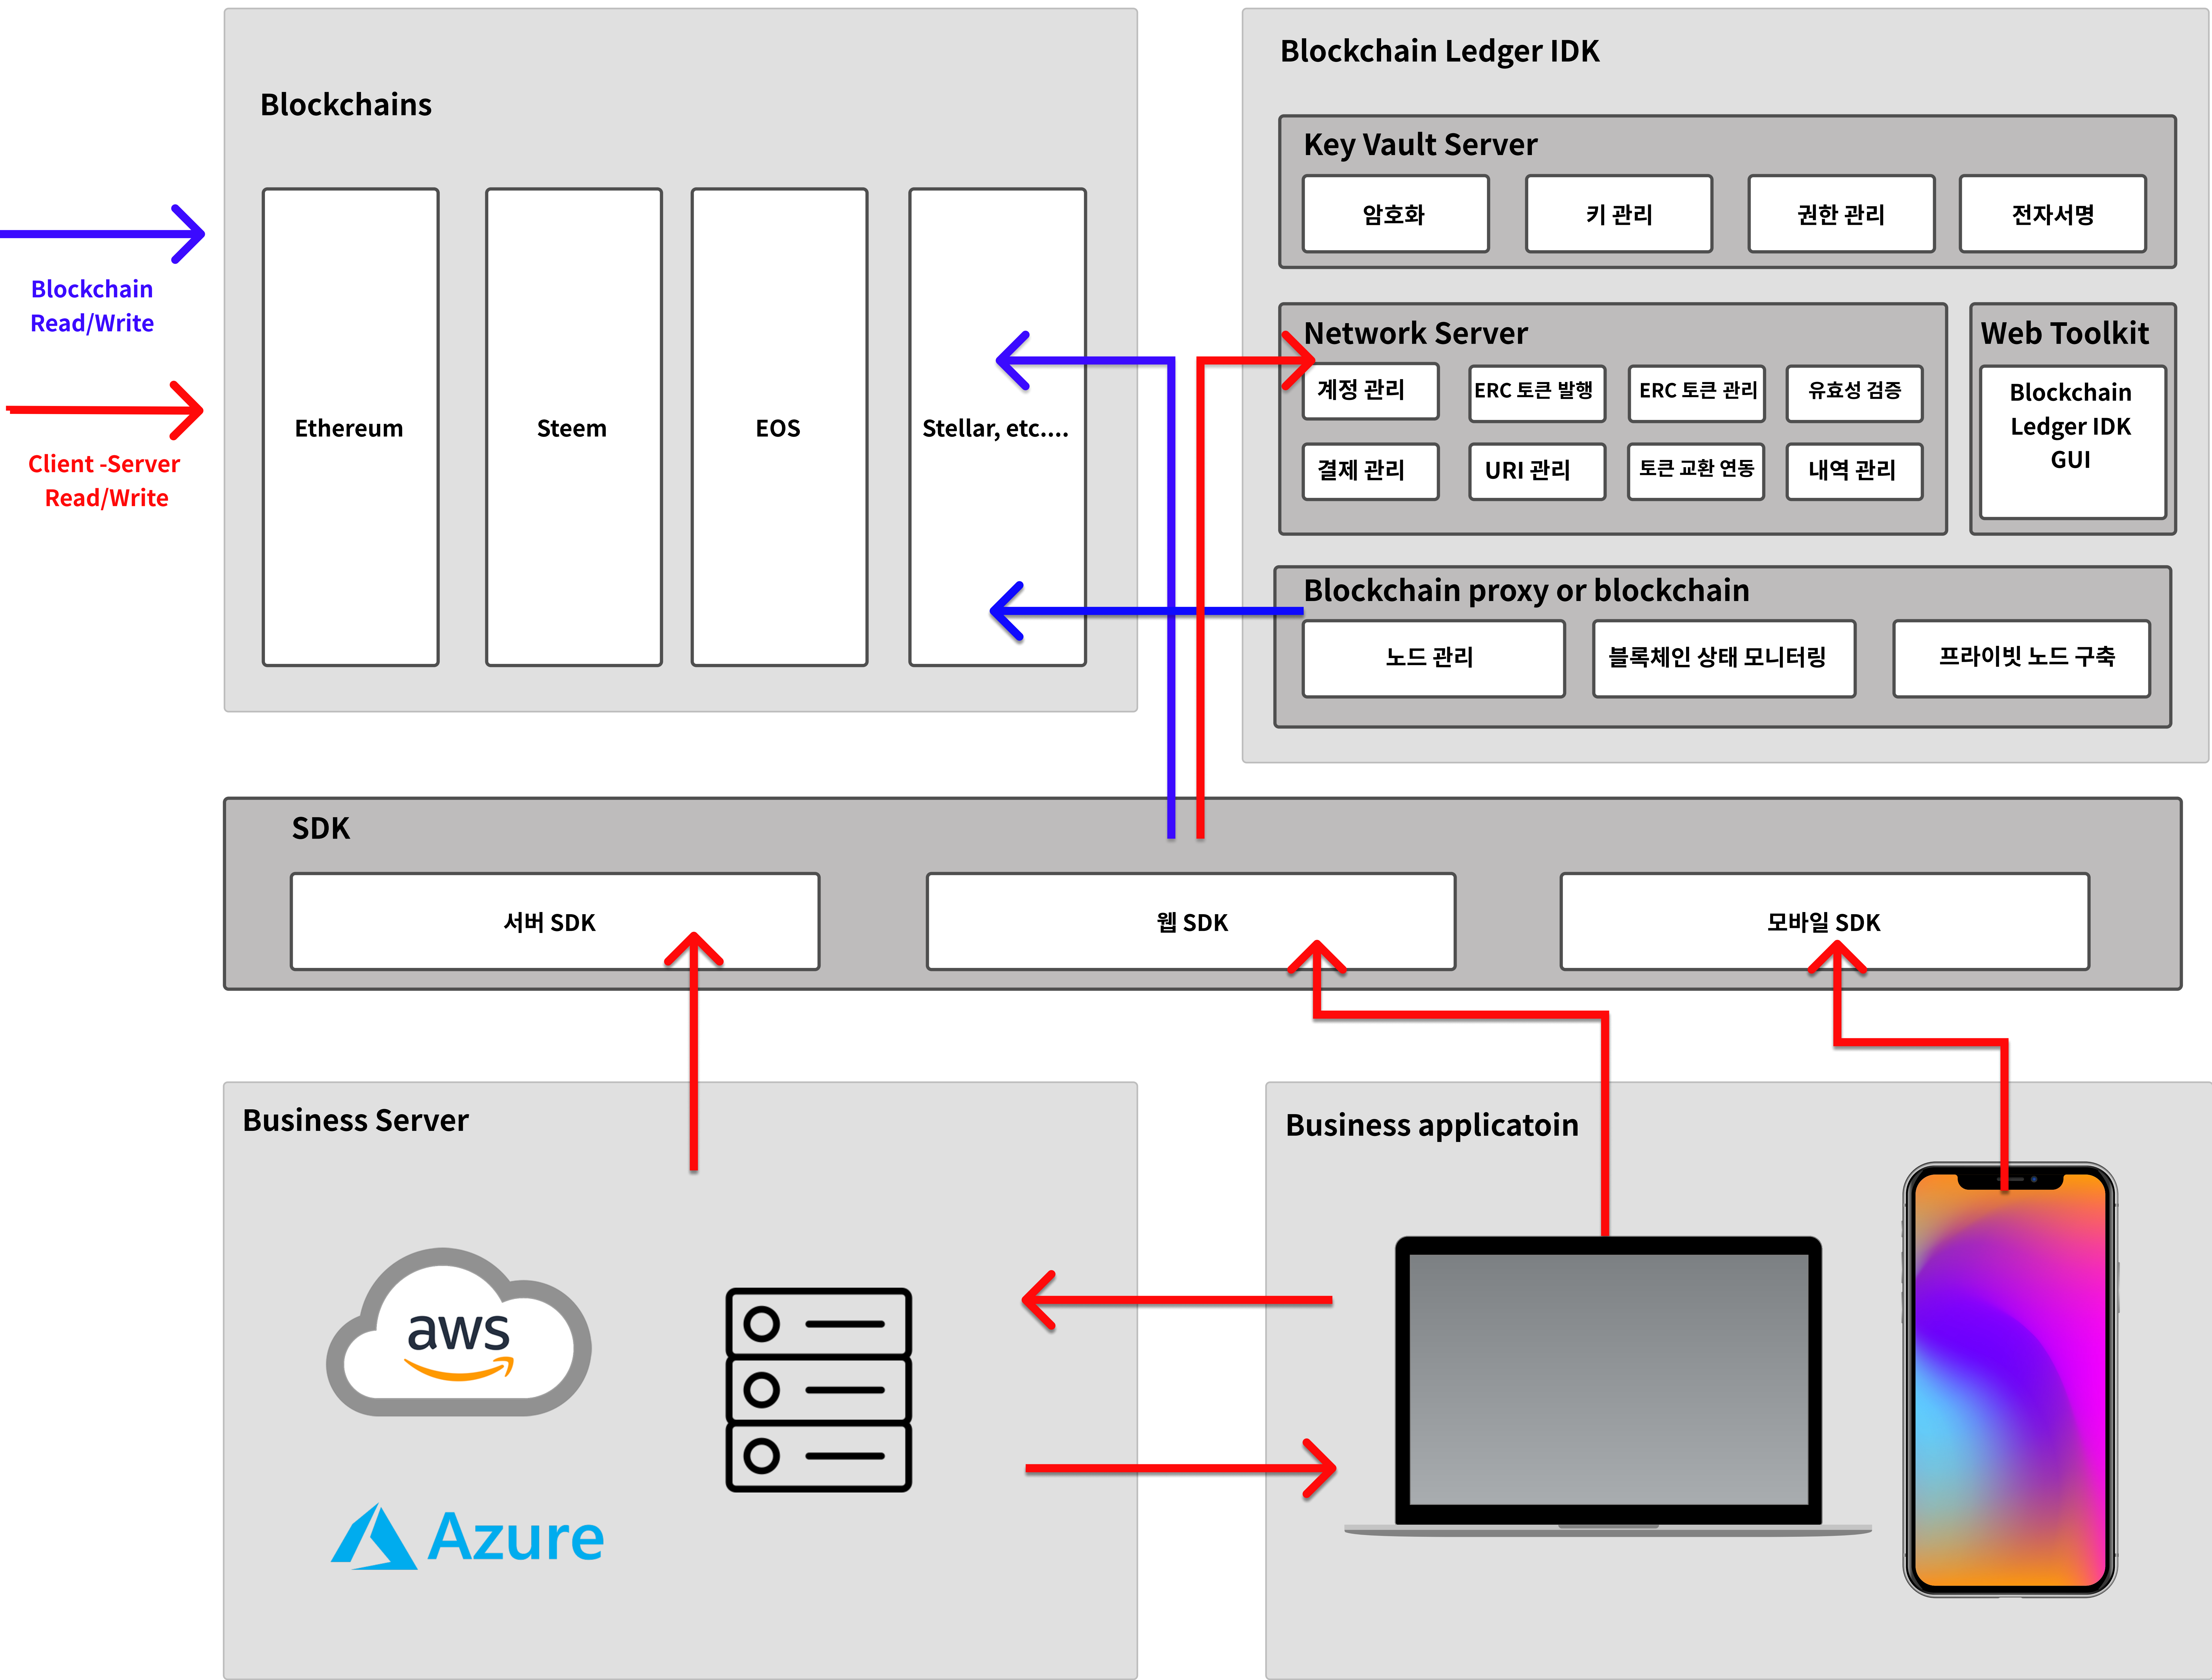 Blockchains
Blockchain
Read/Write
Client -Server
Read/Write
Ethereum
Steem
EOS
Stellar, etc....
Blockchain Ledger IDK
Key Vault Server
암호화
키 관리
권한 관리
전자서명
Network Server
계정 관리
ERC 토큰 발행
ERC 토큰 관리
유효성 검증
결제 관리
URI 관리
토큰 교환 연동
내역 관리
Web Toolkit
Blockchain
Ledger IDK
GUI
Blockchain proxy or blockchain
노드 관리
블록체인 상태 모니터링
프라이빗 노드 구축
SDK
서버 SDK
웹 SDK
모바일 SDK
Business Server
aws
Azure
Business applicatoin